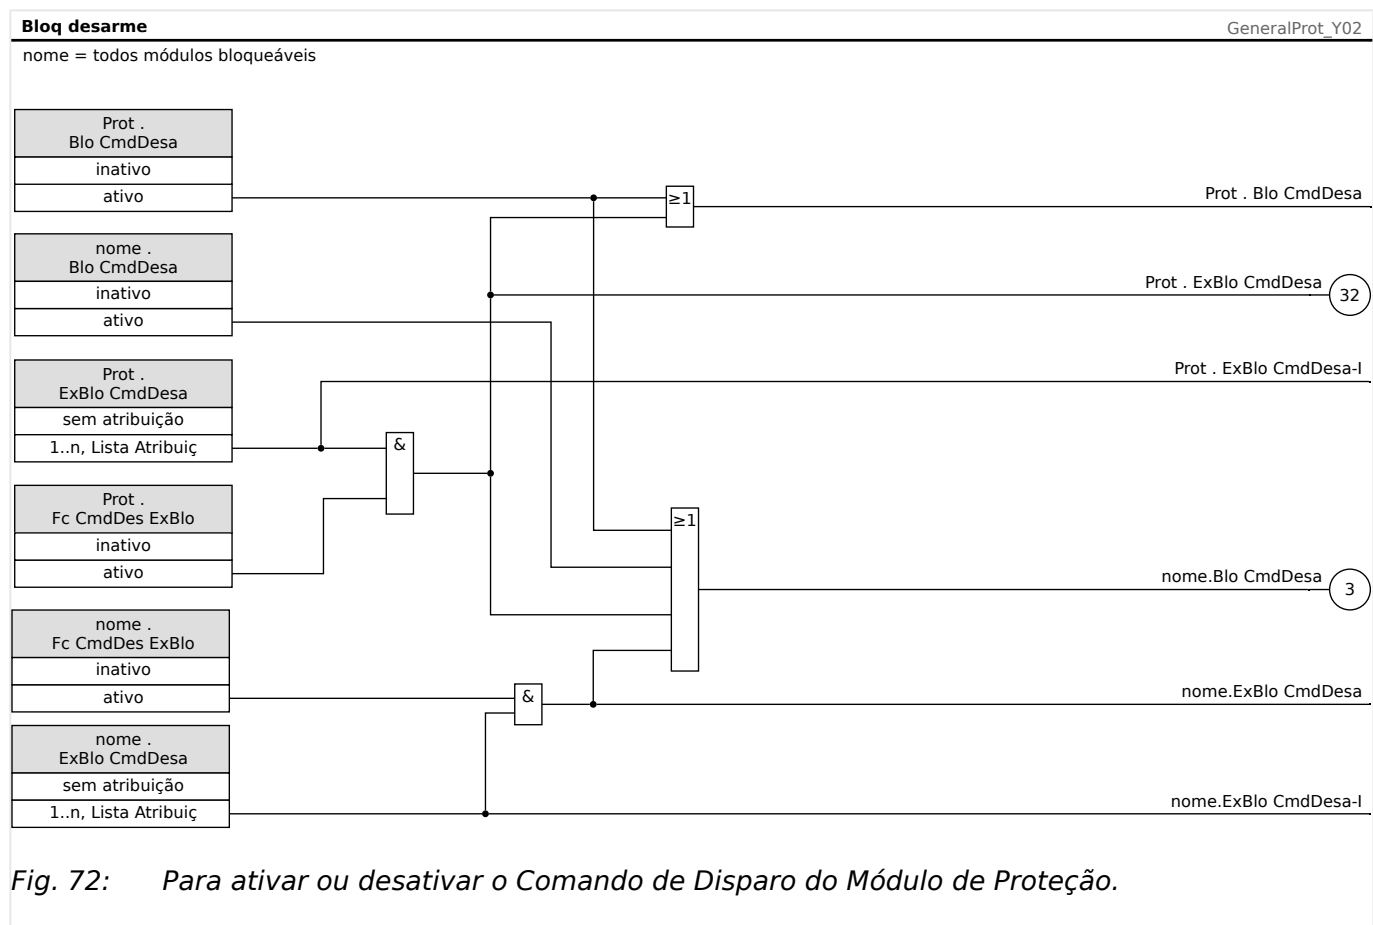 Bloq desarme
GeneralProt_Y02
nome = todos módulos bloqueáveis
Prot .
Blo CmdDesa
inativo
ativo
≥1
Prot . Blo CmdDesa
nome .
Blo CmdDesa
inativo
ativo
Prot . ExBlo CmdDesa
32
Prot .
ExBlo CmdDesa
sem atribuição
1..n, Lista Atribuiç
Prot . ExBlo CmdDesa-I
&
Prot .
Fc CmdDes ExBlo
inativo
ativo
≥1
nome.Blo CmdDesa
3
nome .
Fc CmdDes ExBlo
inativo
ativo
&
nome.ExBlo CmdDesa
nome .
ExBlo CmdDesa
sem atribuição
1..n, Lista Atribuiç
nome.ExBlo CmdDesa-I
Fig. 72: Para ativar ou desativar o Comando de Disparo do Módulo de Proteção.